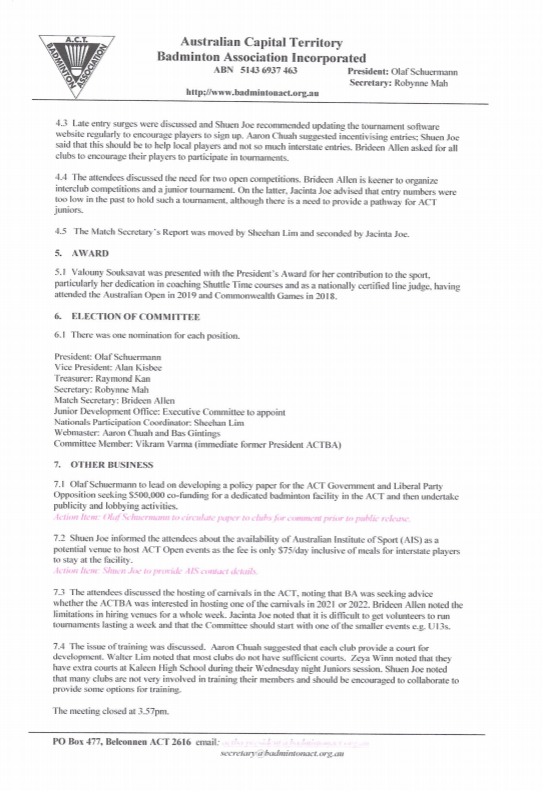 A.C.T.
BADMINTON
ASSOCIATION
Australian Capital Territory
Badminton Association Incorporated
ABN 5143 6937 463
President: Olaf Schuermann
Secretary: Robynne Mah
http://www.badmintonact.org.au
4.3 Late entry surges were discussed and Shuen Joe recommended updating the tournament software
website regularly to encourage players to sign up. Aaron Chuah suggested incentivising entries; Shuen Joe
said that this should be to help local players and not so much interstate entries. Brideen Allen asked for all
clubs to encourage their players to participate in tournaments.
4.4 The attendees discussed the need for two open competitions. Brideen Allen is keener to organize
interclub competitions and a junior tournament. On the latter, Jacinta Joe advised that entry numbers were
too low in the past to hold such a tournament, although there is a need to provide a pathway for ACT
juniors.
4.5 The Match Secretary's Report was moved by Sheehan Lim and seconded by Jacinta Joe.
5. AWARD
5.1 Valouny Souksavat was presented with the President's Award for her contribution to the sport,
particularly her dedication in coaching Shuttle Time courses and as a nationally certified line judge, having
attended the Australian Open in 2019 and Commonwealth Games in 2018.
6. ELECTION OF COMMITTEE
6.1 There was one nomination for each position.
President: Olaf Schuermann
Vice President: Alan Kisbee
Treasurer: Raymond Kan
Secretary: Robynne Mah
Match Secretary: Brideen Allen
Junior Development Office: Executive Committee to appoint
Nationals Participation Coordinator: Sheehan Lim
Webmaster: Aaron Chuah and Bas Gintings
Committee Member: Vikram Varma (immediate former President ACTBA)
7. OTHER BUSINESS
7.1 Olaf Schuermann to lead on developing a policy paper for the ACT Government and Liberal Party
Opposition seeking $500,000 co-funding for a dedicated badminton facility in the ACT and then undertake
publicity and lobbying activities.
Action Item: Olaf Schuermann to circulate paper to clubs for comment prior to public release.
7.2 Shuen Joe informed the attendees about the availability of Australian Institute of Sport (AIS) as a
potential venue to host ACT Open events as the fee is only $75/day inclusive of meals for interstate players
to stay at the facility.
Action Item: Shuen Joe to provide AIS contact details.
7.3 The attendees discussed the hosting of carnivals in the ACT, noting that BA was seeking advice
whether the ACTBA was interested in hosting one of the carnivals in 2021 or 2022. Brideen Allen noted the
limitations in hiring venues for a whole week. Jacinta Joe noted that it is difficult to get volunteers to run
tournaments lasting a week and that the Committee should start with one of the smaller events e.g. U13s.
7.4 The issue of training was discussed. Aaron Chuah suggested that each club provide a court for
development. Walter Lim noted that most clubs do not have sufficient courts. Zeya Winn noted that they
have extra courts at Kaleen High School during their Wednesday night Juniors session. Shuen Joe noted
that many clubs are not very involved in training their members and should be encouraged to collaborate to
provide some options for training.
The meeting closed at 3.57pm.
PO Box 477, Belconnen ACT 2616 email:
secretary@badmintonact.org.au